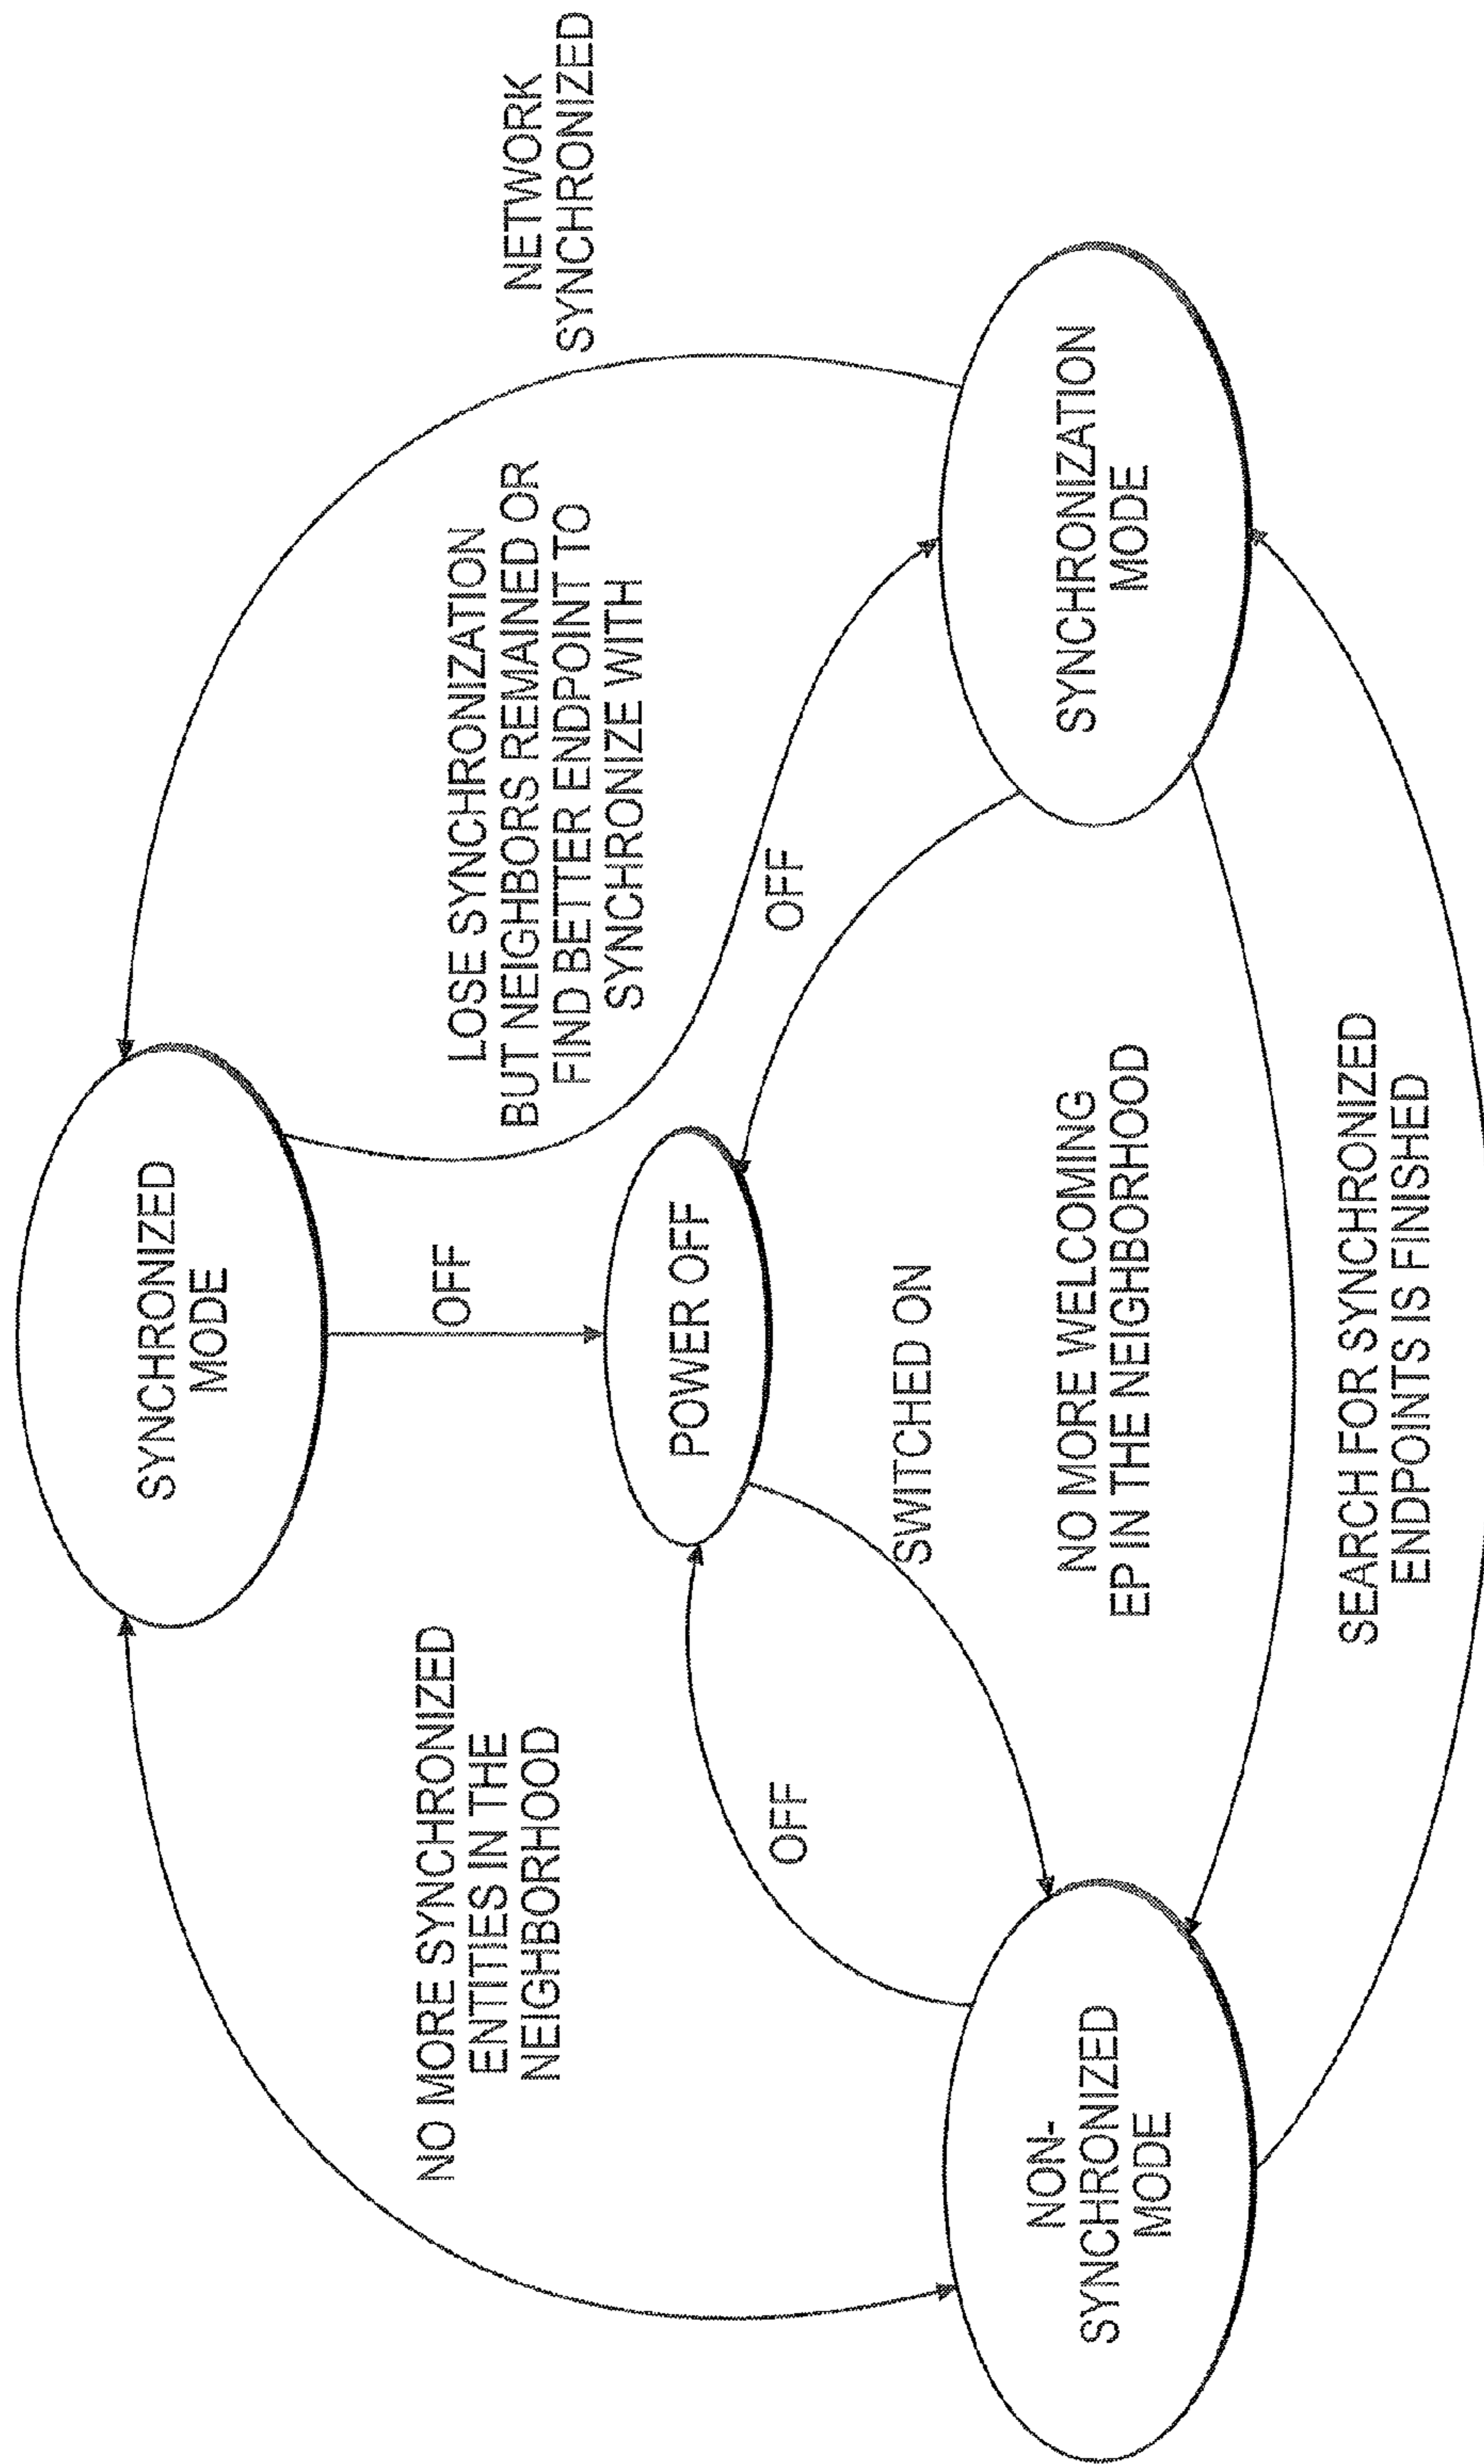 SYNCHRONIZED
MODE
NETWORK
SYNCHRONIZED
NO MORE SYNCHRONIZED
ENTITIES IN THE
NEIGHBORHOOD
OFF
LOSE SYNCHRONIZATION
BUT NEIGHBORS REMAINED OR
FIND BETTER ENDPOINT TO
SYNCHRONIZE WITH
POWER OFF
OFF
OFF
SWITCHED ON
NON-
SYNCHRONIZED
MODE
NO MORE WELCOMING
EP IN THE NEIGHBORHOOD
SYNCHRONIZATION
MODE
SEARCH FOR SYNCHRONIZED
ENDPOINTS IS FINISHED